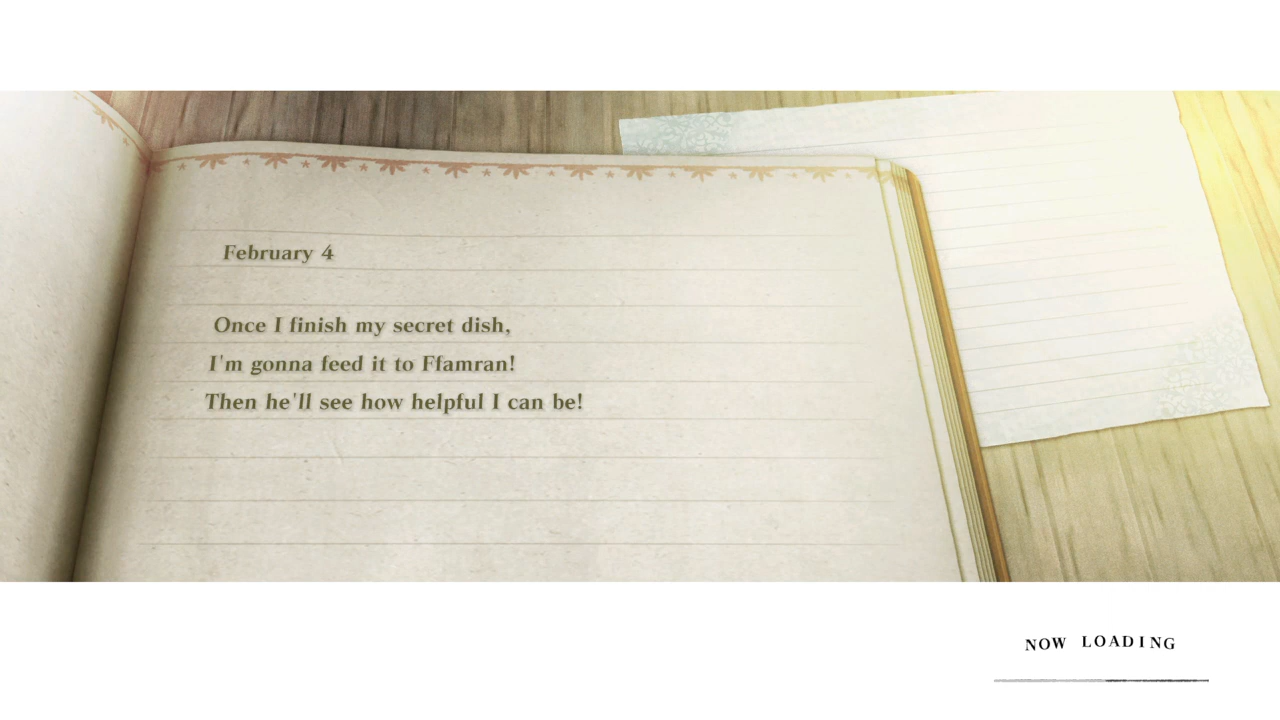 February 4
Once I finish my secret dish,
I'm gonna feed it to Ffamran!
Then he'll see how helpful I can be!
NOW LOADING